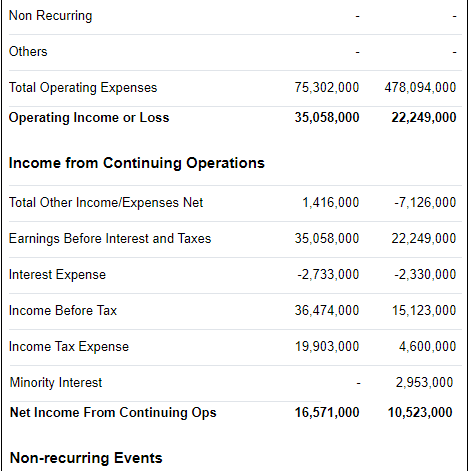 Non Recurring - -
Others - -
Total Operating Expenses 75,302,000 478,094,000
Operating Income or Loss 35,058,000 22,249,000
Income from Continuing Operations
Total Other Income/Expenses Net 1,416,000 -7,126,000
Earnings Before Interest and Taxes 35,058,000 22,249,000
Interest Expense -2,733,000 -2,330,000
Income Before Tax 36,474,000 15,123,000
Income Tax Expense 19,903,000 4,600,000
Minority Interest - 2,953,000
Net Income From Continuing Ops 16,571,000 10,523,000
Non-recurring Events